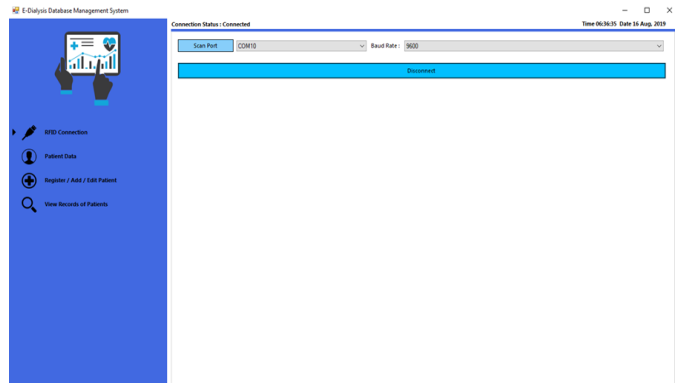 E-Dialysis Database Management System
Connection Status : Connected
Time 06:36:35 Date 16 Aug, 2019
Scan Port COM10 Baud Rate : 9600
Disconnect
RFID Connection
Patient Data
Register / Add / Edit Patient
View Records of Patients